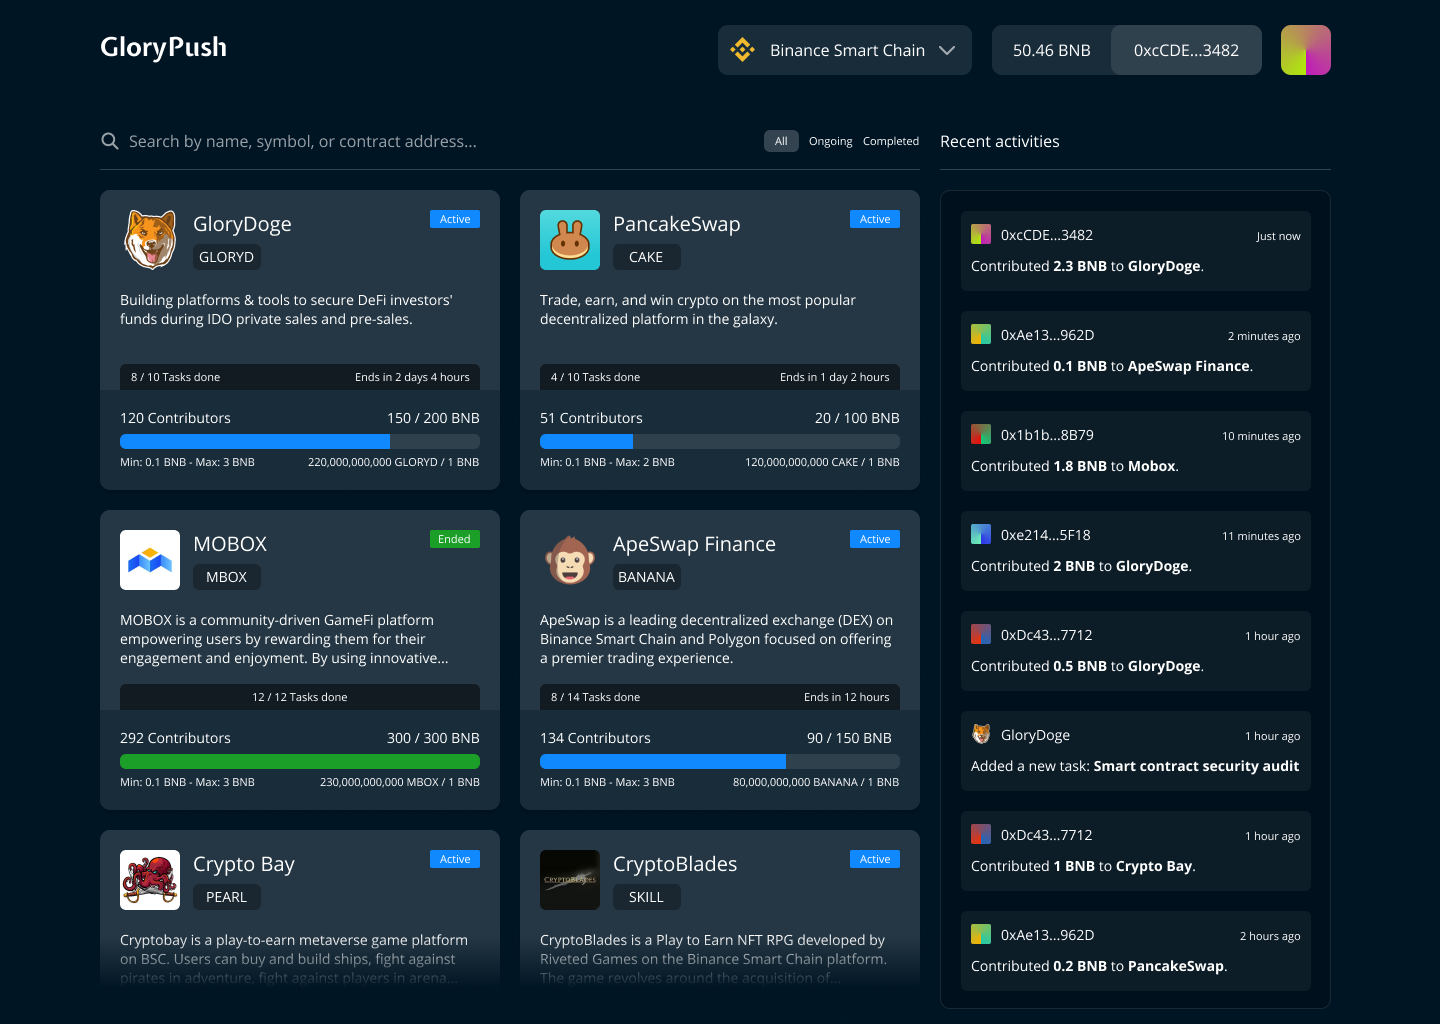 GloryPush
Binance Smart Chain
50.46 BNB
0xcCDE...3482
Search by name, symbol, or contract address...
All
Ongoing
Completed
Recent activities
GloryDoge
Active
GLORYD
Building platforms & tools to secure DeFi investors'
funds during IDO private sales and pre-sales.
8 / 10 Tasks done
Ends in 2 days 4 hours
120 Contributors
150 / 200 BNB
Min: 0.1 BNB - Max: 3 BNB
220,000,000,000 GLORYD / 1 BNB
PancakeSwap
Active
CAKE
Trade, earn, and win crypto on the most popular
decentralized platform in the galaxy.
4 / 10 Tasks done
Ends in 1 day 2 hours
51 Contributors
20 / 100 BNB
Min: 0.1 BNB - Max: 2 BNB
120,000,000,000 CAKE / 1 BNB
MOBOX
Ended
MBOX
MOBOX is a community-driven GameFi platform
empowering users by rewarding them for their
engagement and enjoyment. By using innovative...
12 / 12 Tasks done
292 Contributors
300 / 300 BNB
Min: 0.1 BNB - Max: 3 BNB
230,000,000,000 MBOX / 1 BNB
ApeSwap Finance
Active
BANANA
ApeSwap is a leading decentralized exchange (DEX) on
Binance Smart Chain and Polygon focused on offering
a premier trading experience.
8 / 14 Tasks done
Ends in 12 hours
134 Contributors
90 / 150 BNB
Min: 0.1 BNB - Max: 3 BNB
80,000,000,000 BANANA / 1 BNB
Crypto Bay
Active
PEARL
Cryptobay is a play-to-earn metaverse game platform
on BSC. Users can buy and build ships, fight against
pirates in adventure, fight against players in arena...
CRYPTOBLADES
CryptoBlades
Active
SKILL
CryptoBlades is a Play to Earn NFT RPG developed by
Riveted Games on the Binance Smart Chain platform.
The game revolves around the acquisition of...
0xcCDE...3482
Just now
Contributed 2.3 BNB to GloryDoge.
0xAe13...962D
2 minutes ago
Contributed 0.1 BNB to ApeSwap Finance.
0x1b1b...8B79
10 minutes ago
Contributed 1.8 BNB to Mobox.
0xe214...5F18
11 minutes ago
Contributed 2 BNB to GloryDoge.
0xDc43...7712
1 hour ago
Contributed 0.5 BNB to GloryDoge.
GloryDoge
1 hour ago
Added a new task: Smart contract security audit
0xDc43...7712
1 hour ago
Contributed 1 BNB to Crypto Bay.
0xAe13...962D
2 hours ago
Contributed 0.2 BNB to PancakeSwap.